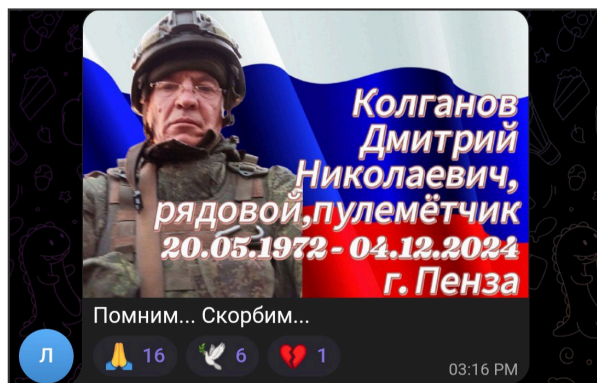 Колганов
Дмитрий
Николаевич,
рядовой,пулемётчик
20.05.1972 - 04.12.2024
г. Пенза
Помним... Скорбим...
Л
🙏 16 🕊 6 💔 1
03:16 PM